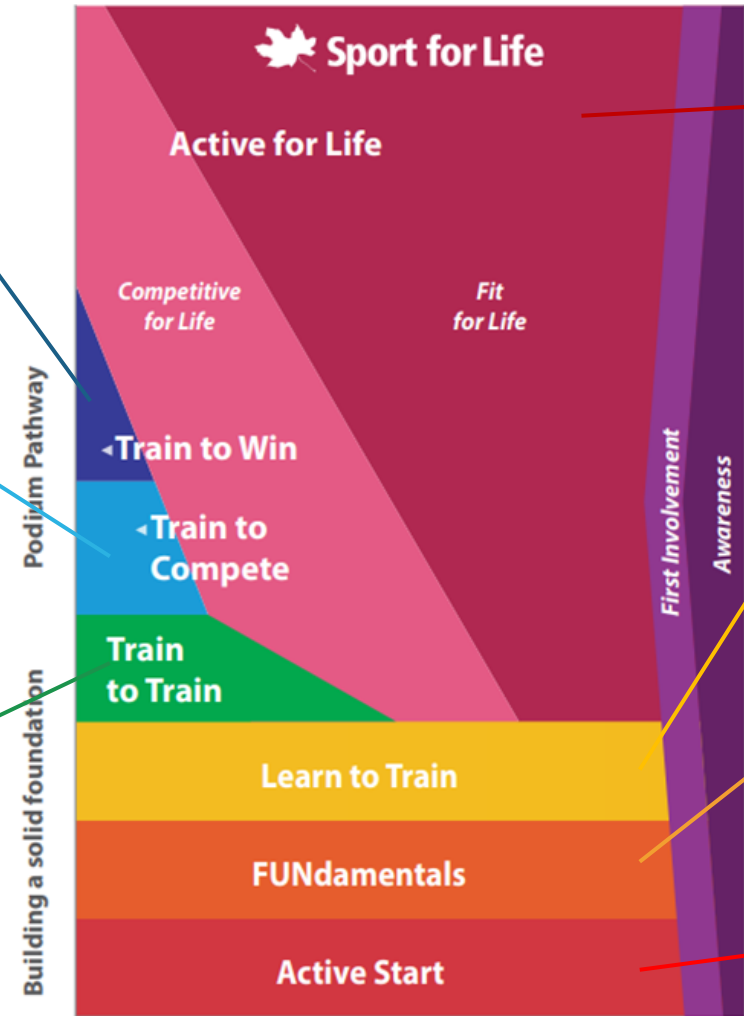 Sport for Life
Active for Life
Competitive
for Life
Fit
for Life
◂Train to Win
◂Train to
Compete
Train
to Train
Learn to Train
FUNdamentals
Active Start
Podium Pathway
Building a solid foundation
First Involvement
Awareness